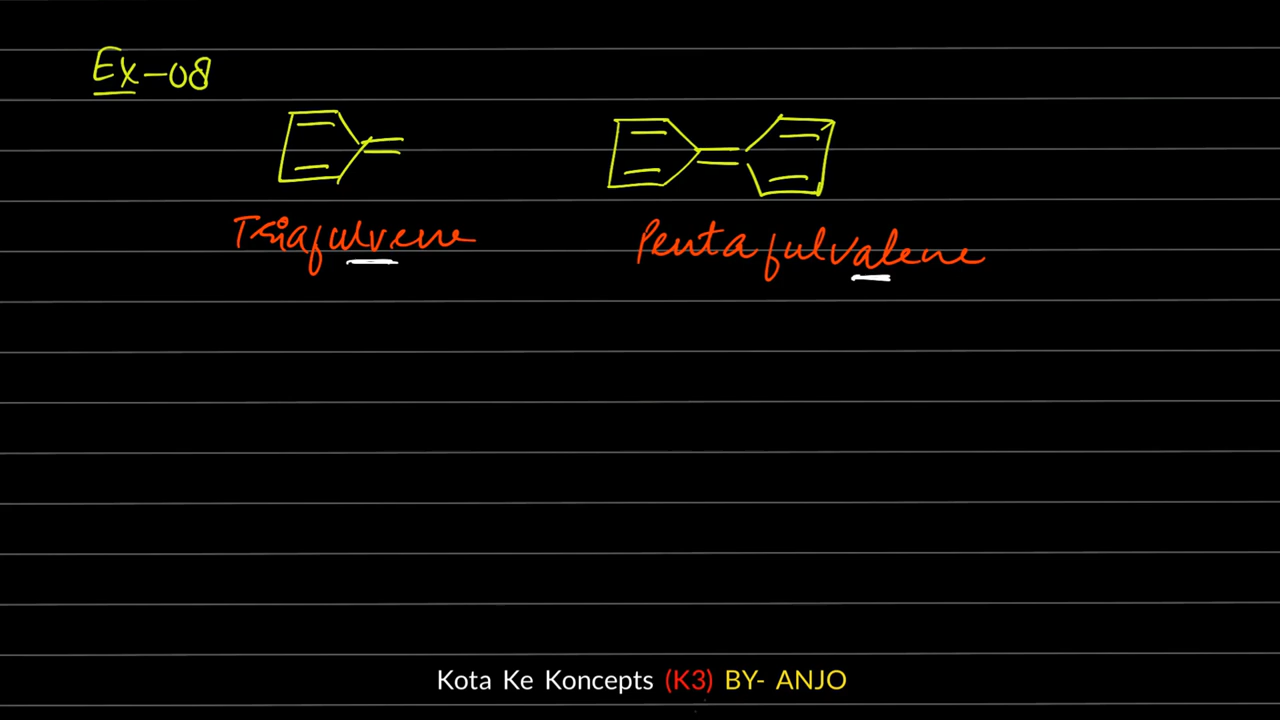 Ex-08
Triafulvene Pentafulvalene
Kota Ke Koncepts (K3) BY- ANJO